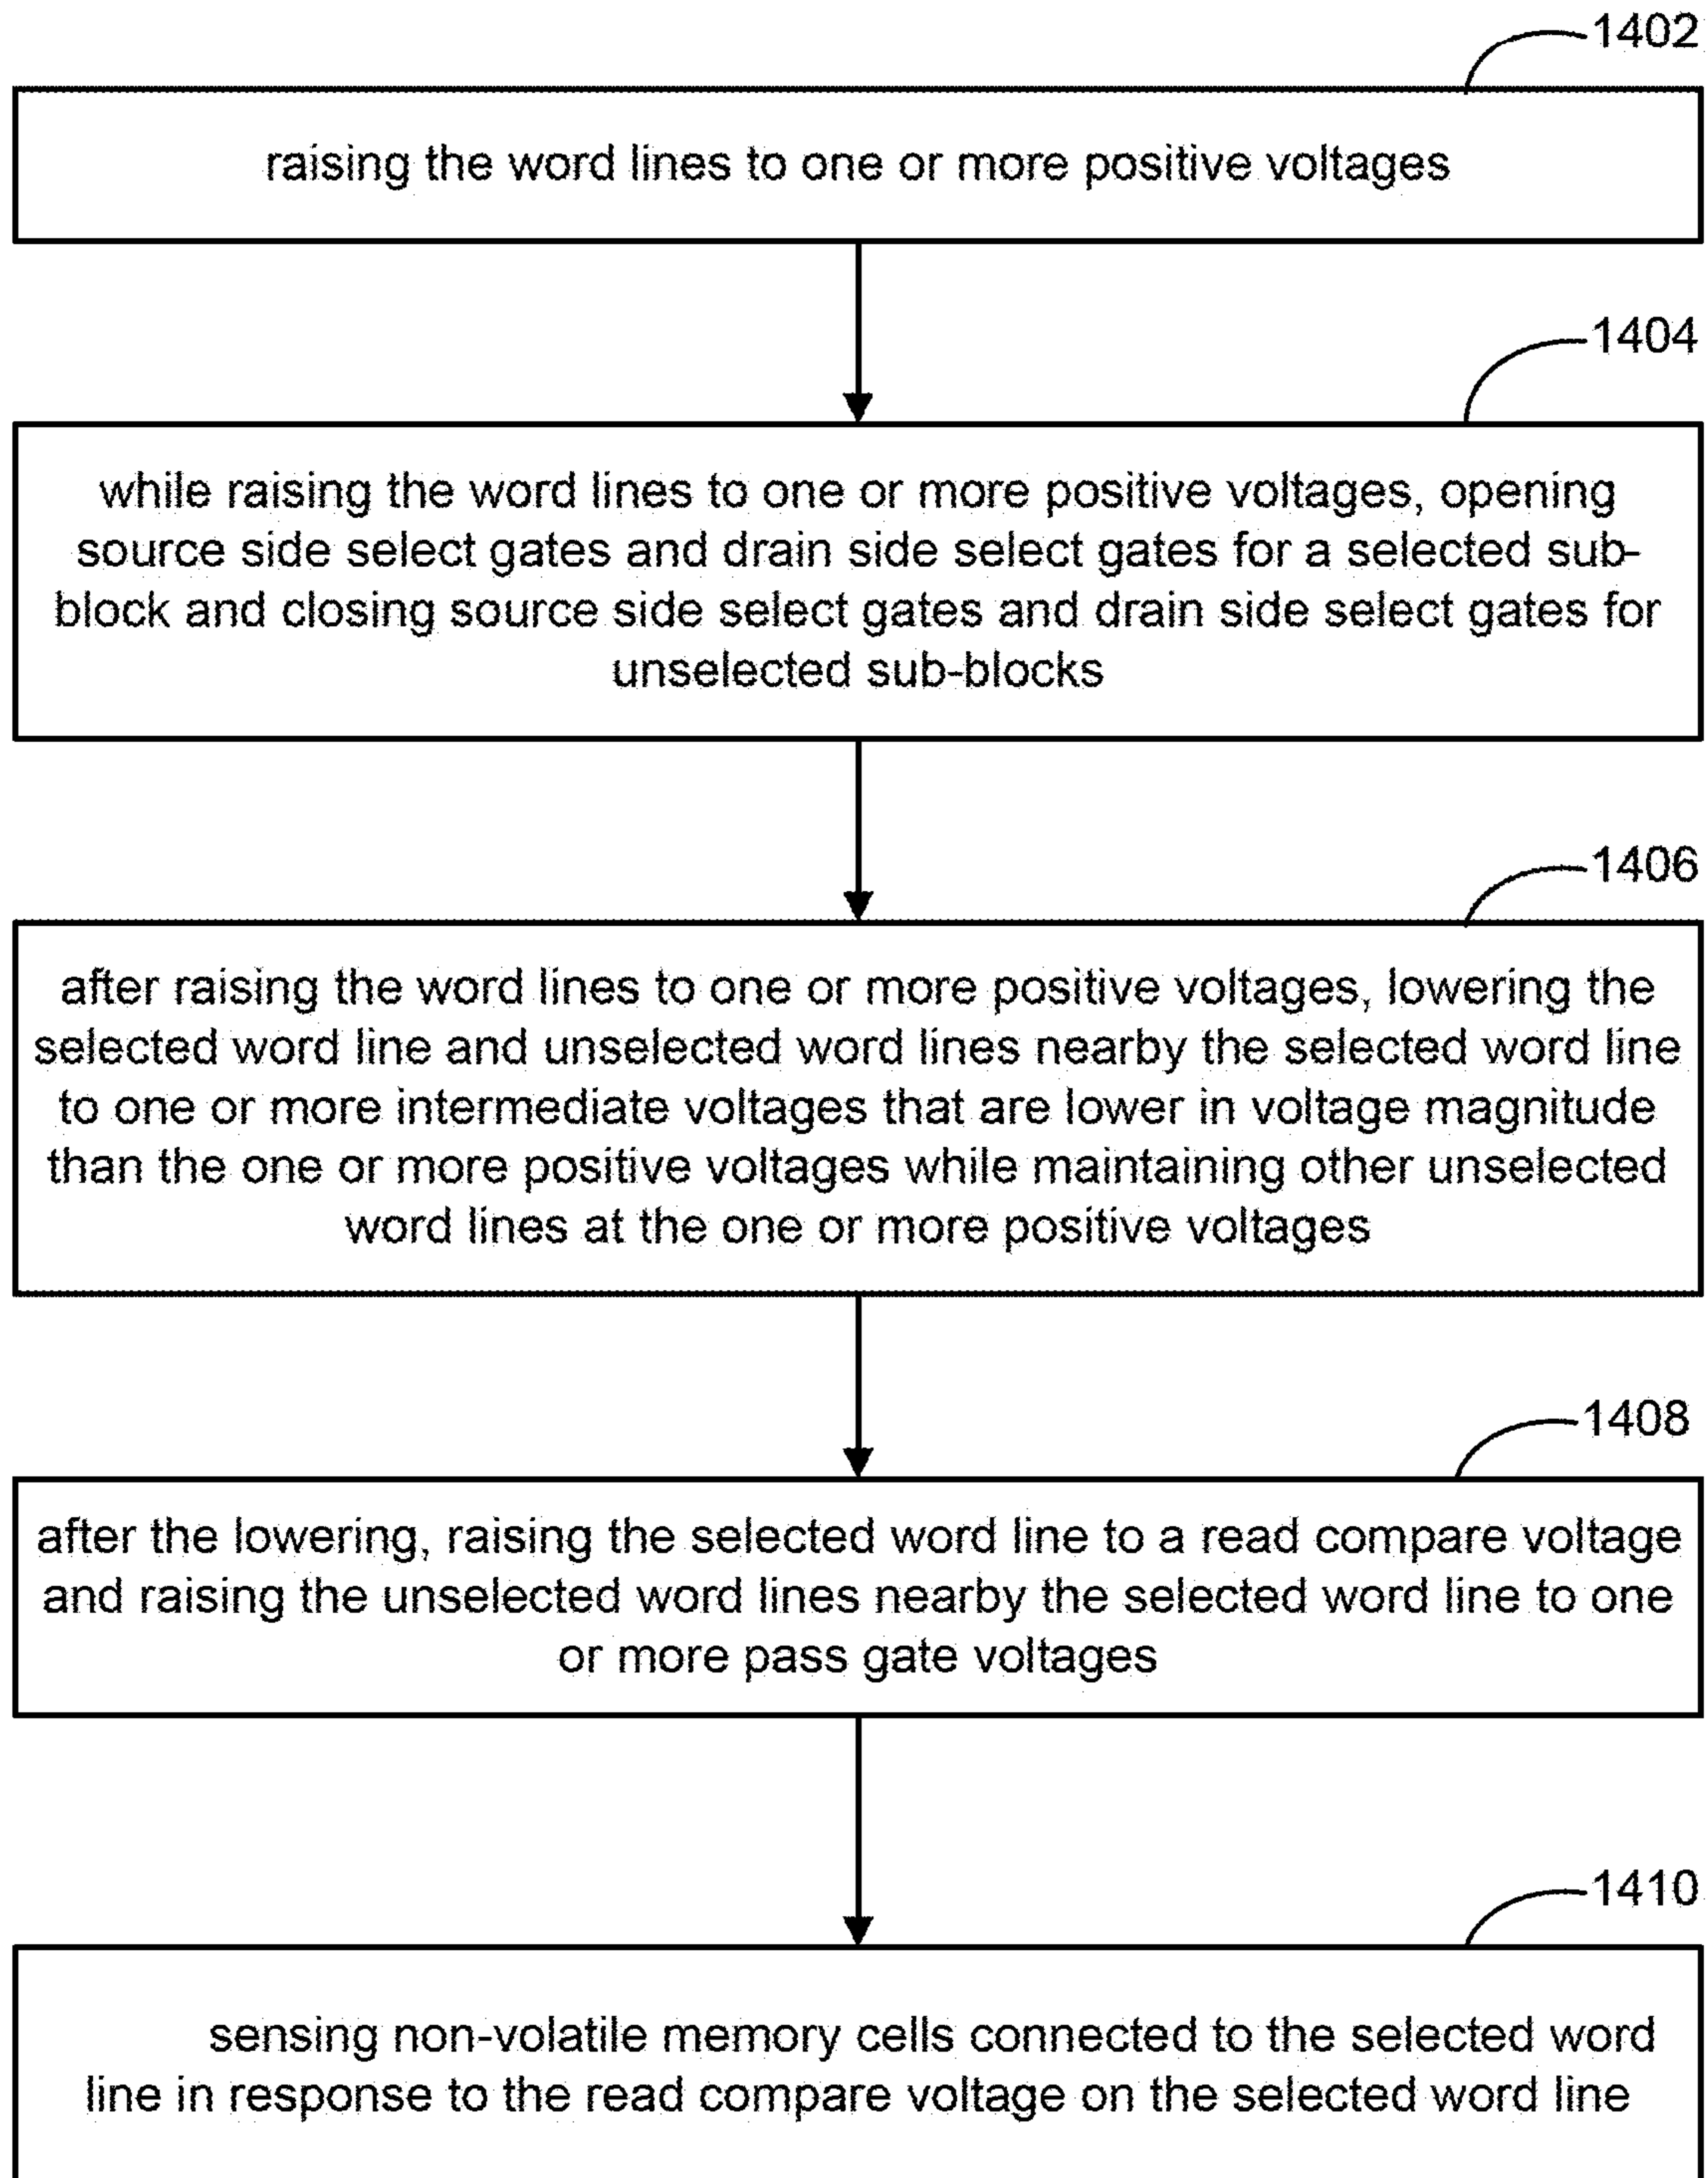 1402
raising the word lines to one or more positive voltages
1404
while raising the word lines to one or more positive voltages, opening
source side select gates and drain side select gates for a selected sub-
block and closing source side select gates and drain side select gates for
unselected sub-blocks
1406
after raising the word lines to one or more positive voltages, lowering the
selected word line and unselected word lines nearby the selected word line
to one or more intermediate voltages that are lower in voltage magnitude
than the one or more positive voltages while maintaining other unselected
word lines at the one or more positive voltages
1408
after the lowering, raising the selected word line to a read compare voltage
and raising the unselected word lines nearby the selected word line to one
or more pass gate voltages
1410
sensing non-volatile memory cells connected to the selected word
line in response to the read compare voltage on the selected word line